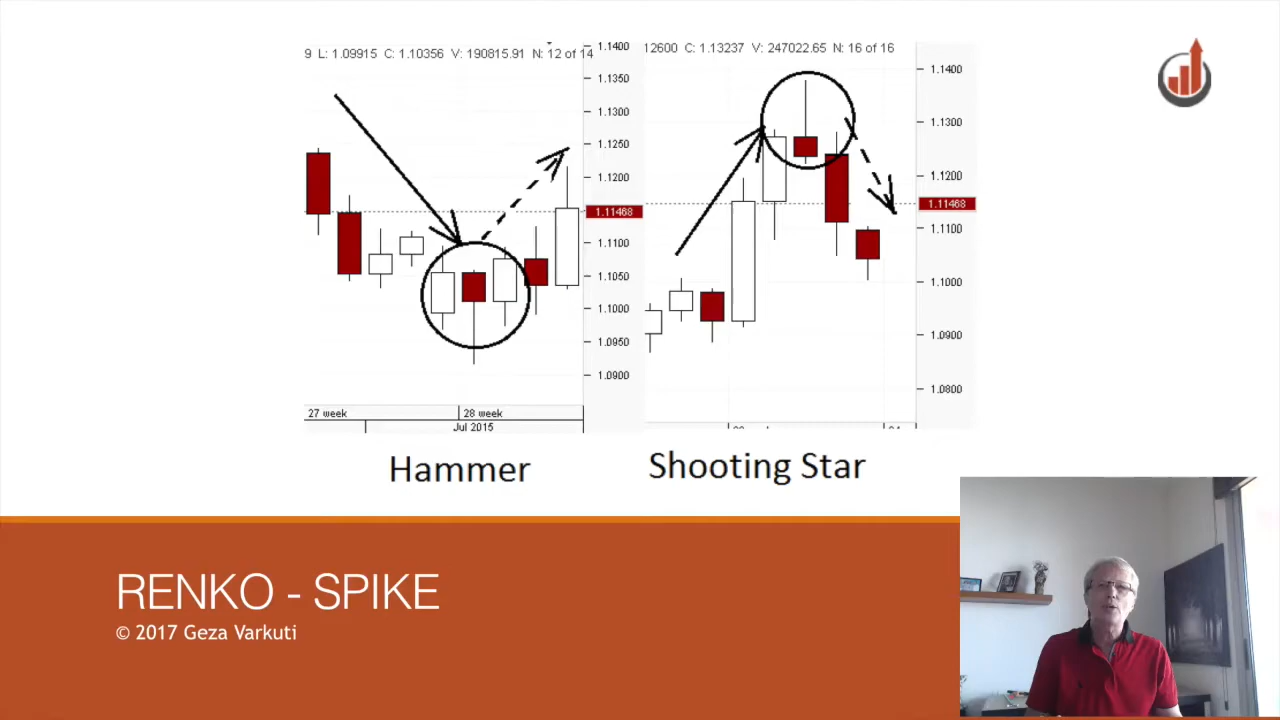 9 L: 1.09915 C: 1.10356 V: 190815.91 N: 12 of 14
1.1400
1.1350
1.1300
1.1250
1.1200
1.11468
1.1100
1.1050
1.1000
1.0950
1.0900
27 week
28 week
Jul 2015
12600 C: 1.13237 V: 247022.65 N: 16 of 16
1.1400
1.1300
1.1200
1.11468
1.1100
1.1000
1.0900
1.0800
Hammer
Shooting Star
RENKO - SPIKE
© 2017 Geza Varkuti